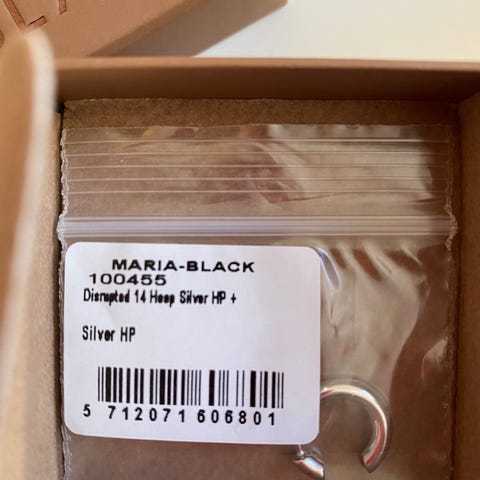 MARIA-BLACK
100455
Disrupted 14 Hoop Silver HP +
Silver HP
5 712071 606801